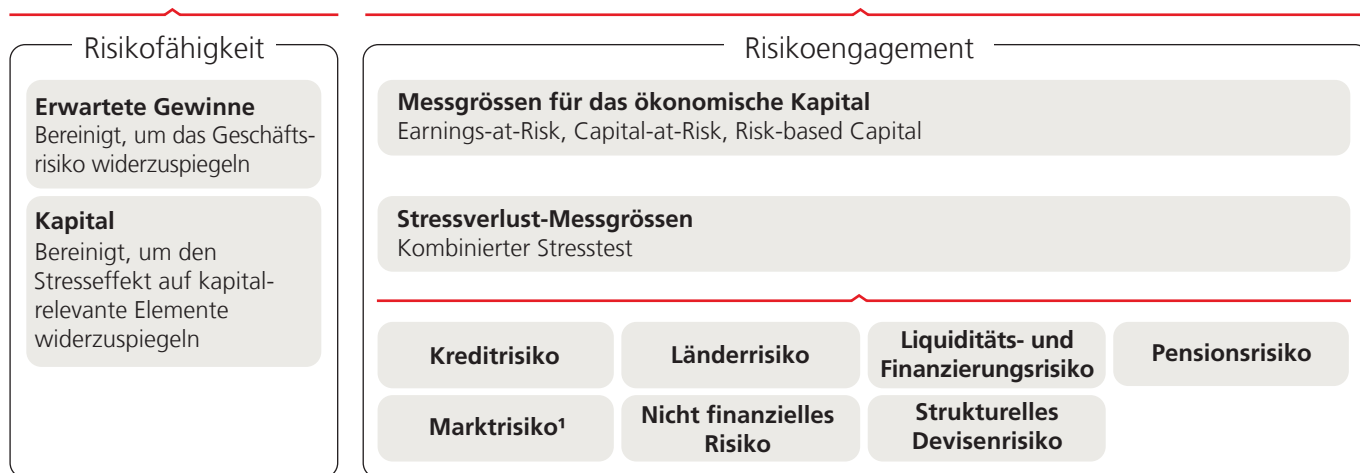 Risikofähigkeit
Erwartete Gewinne
Bereinigt, um das Geschäfts-
risiko widerzuspiegeln
Kapital
Bereinigt, um den
Stresseffekt auf kapital-
relevante Elemente
widerzuspiegeln
Risikoengagement
Messgrössen für das ökonomische Kapital
Earnings-at-Risk, Capital-at-Risk, Risk-based Capital
Stressverlust-Messgrössen
Kombinierter Stresstest
Kreditrisiko
Länderrisiko
Liquiditäts- und
Finanzierungsrisiko
Pensionsrisiko
Marktrisiko¹
Nicht finanzielles
Risiko
Strukturelles
Devisenrisiko